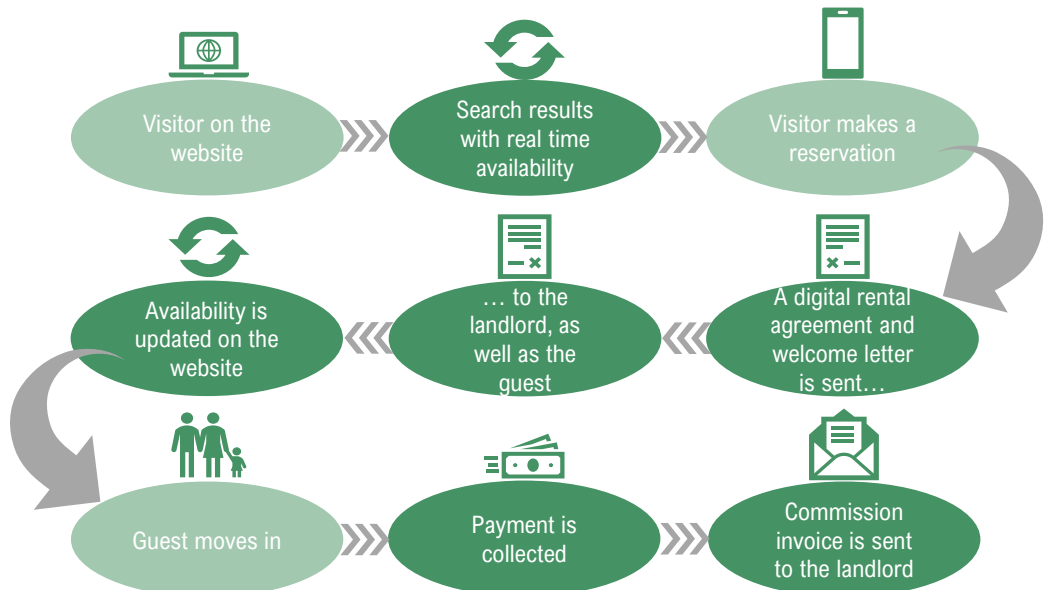 Visitor on the
website
Search results
with real time
availability
Visitor makes a
reservation
A digital rental
agreement and
welcome letter
is sent…
… to the
landlord, as
well as the
guest
Availability is
updated on the
website
Guest moves in
Payment is
collected
Commission
invoice is sent
to the landlord